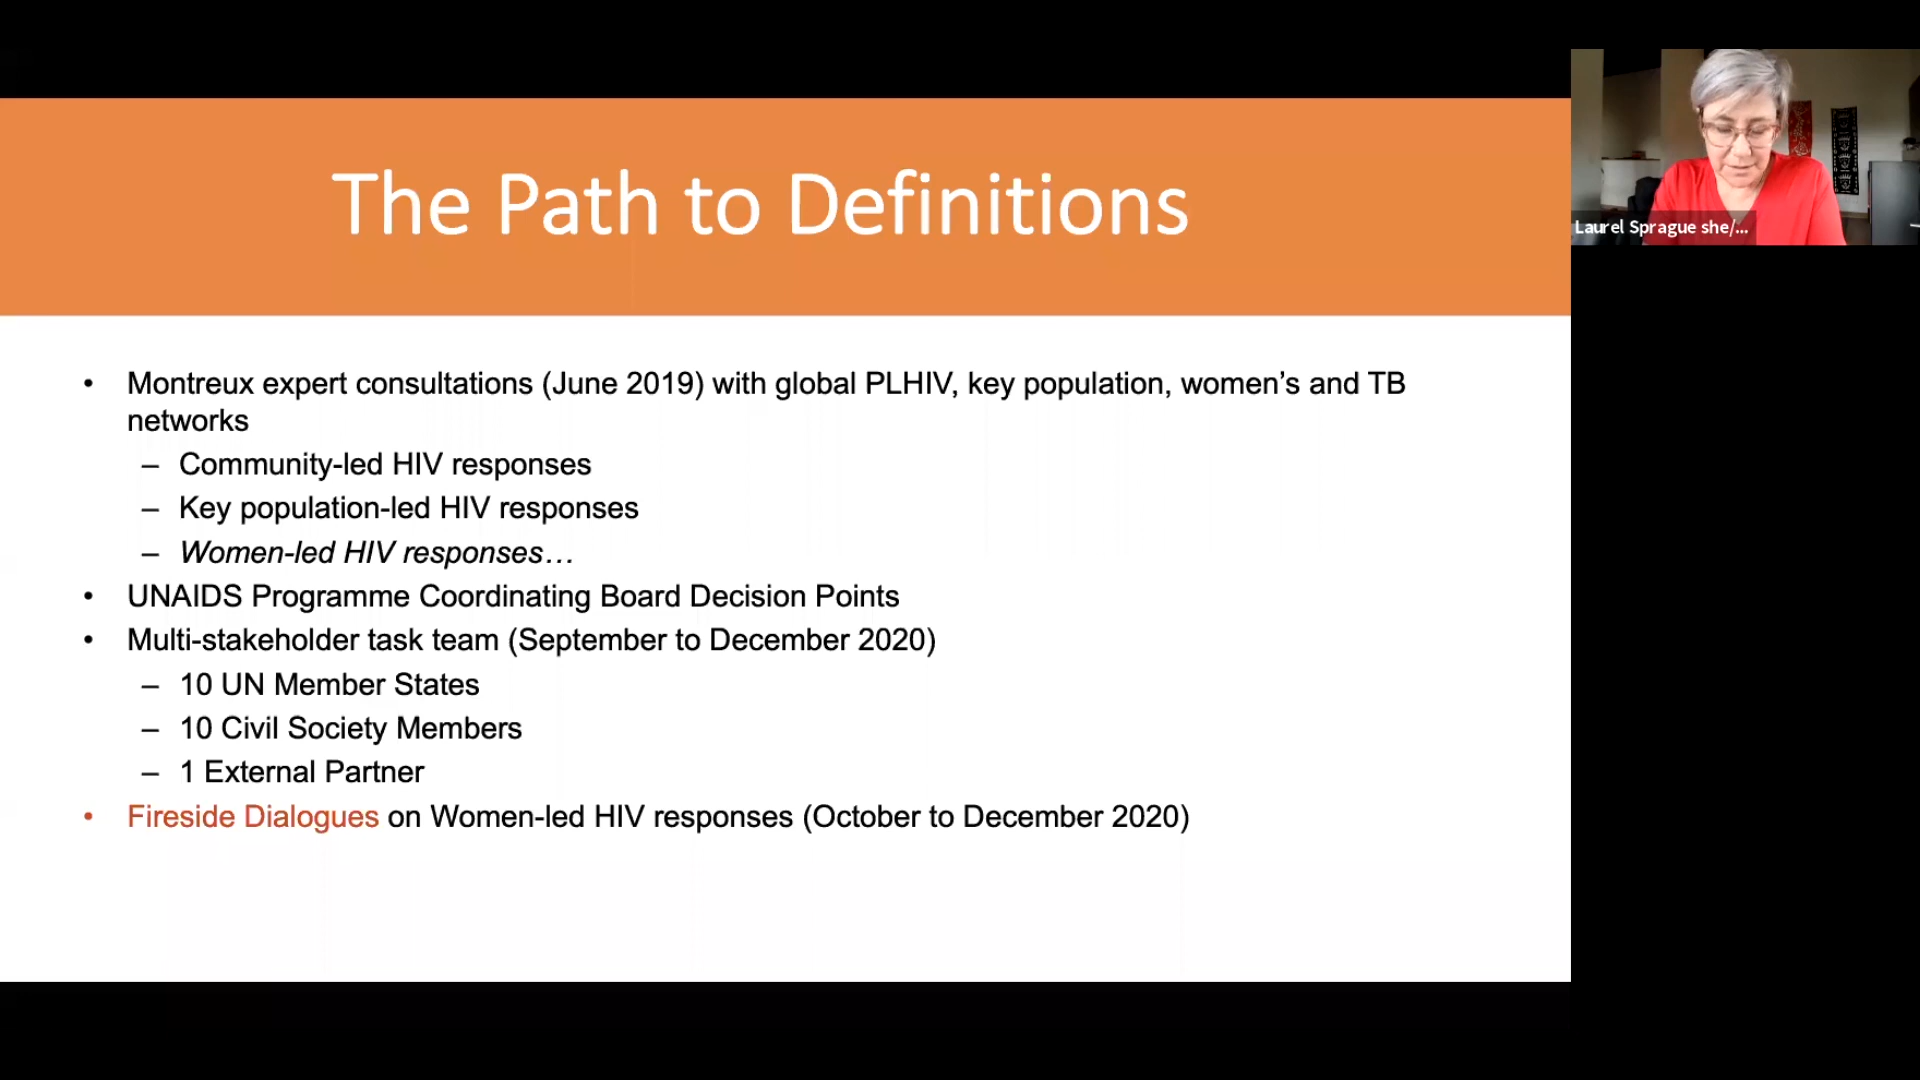 The Path to Definitions
Laurel Sprague she/...
• Montreux expert consultations (June 2019) with global PLHIV, key population, women’s and TB
networks
– Community-led HIV responses
– Key population-led HIV responses
– Women-led HIV responses…
• UNAIDS Programme Coordinating Board Decision Points
• Multi-stakeholder task team (September to December 2020)
– 10 UN Member States
– 10 Civil Society Members
– 1 External Partner
• Fireside Dialogues on Women-led HIV responses (October to December 2020)